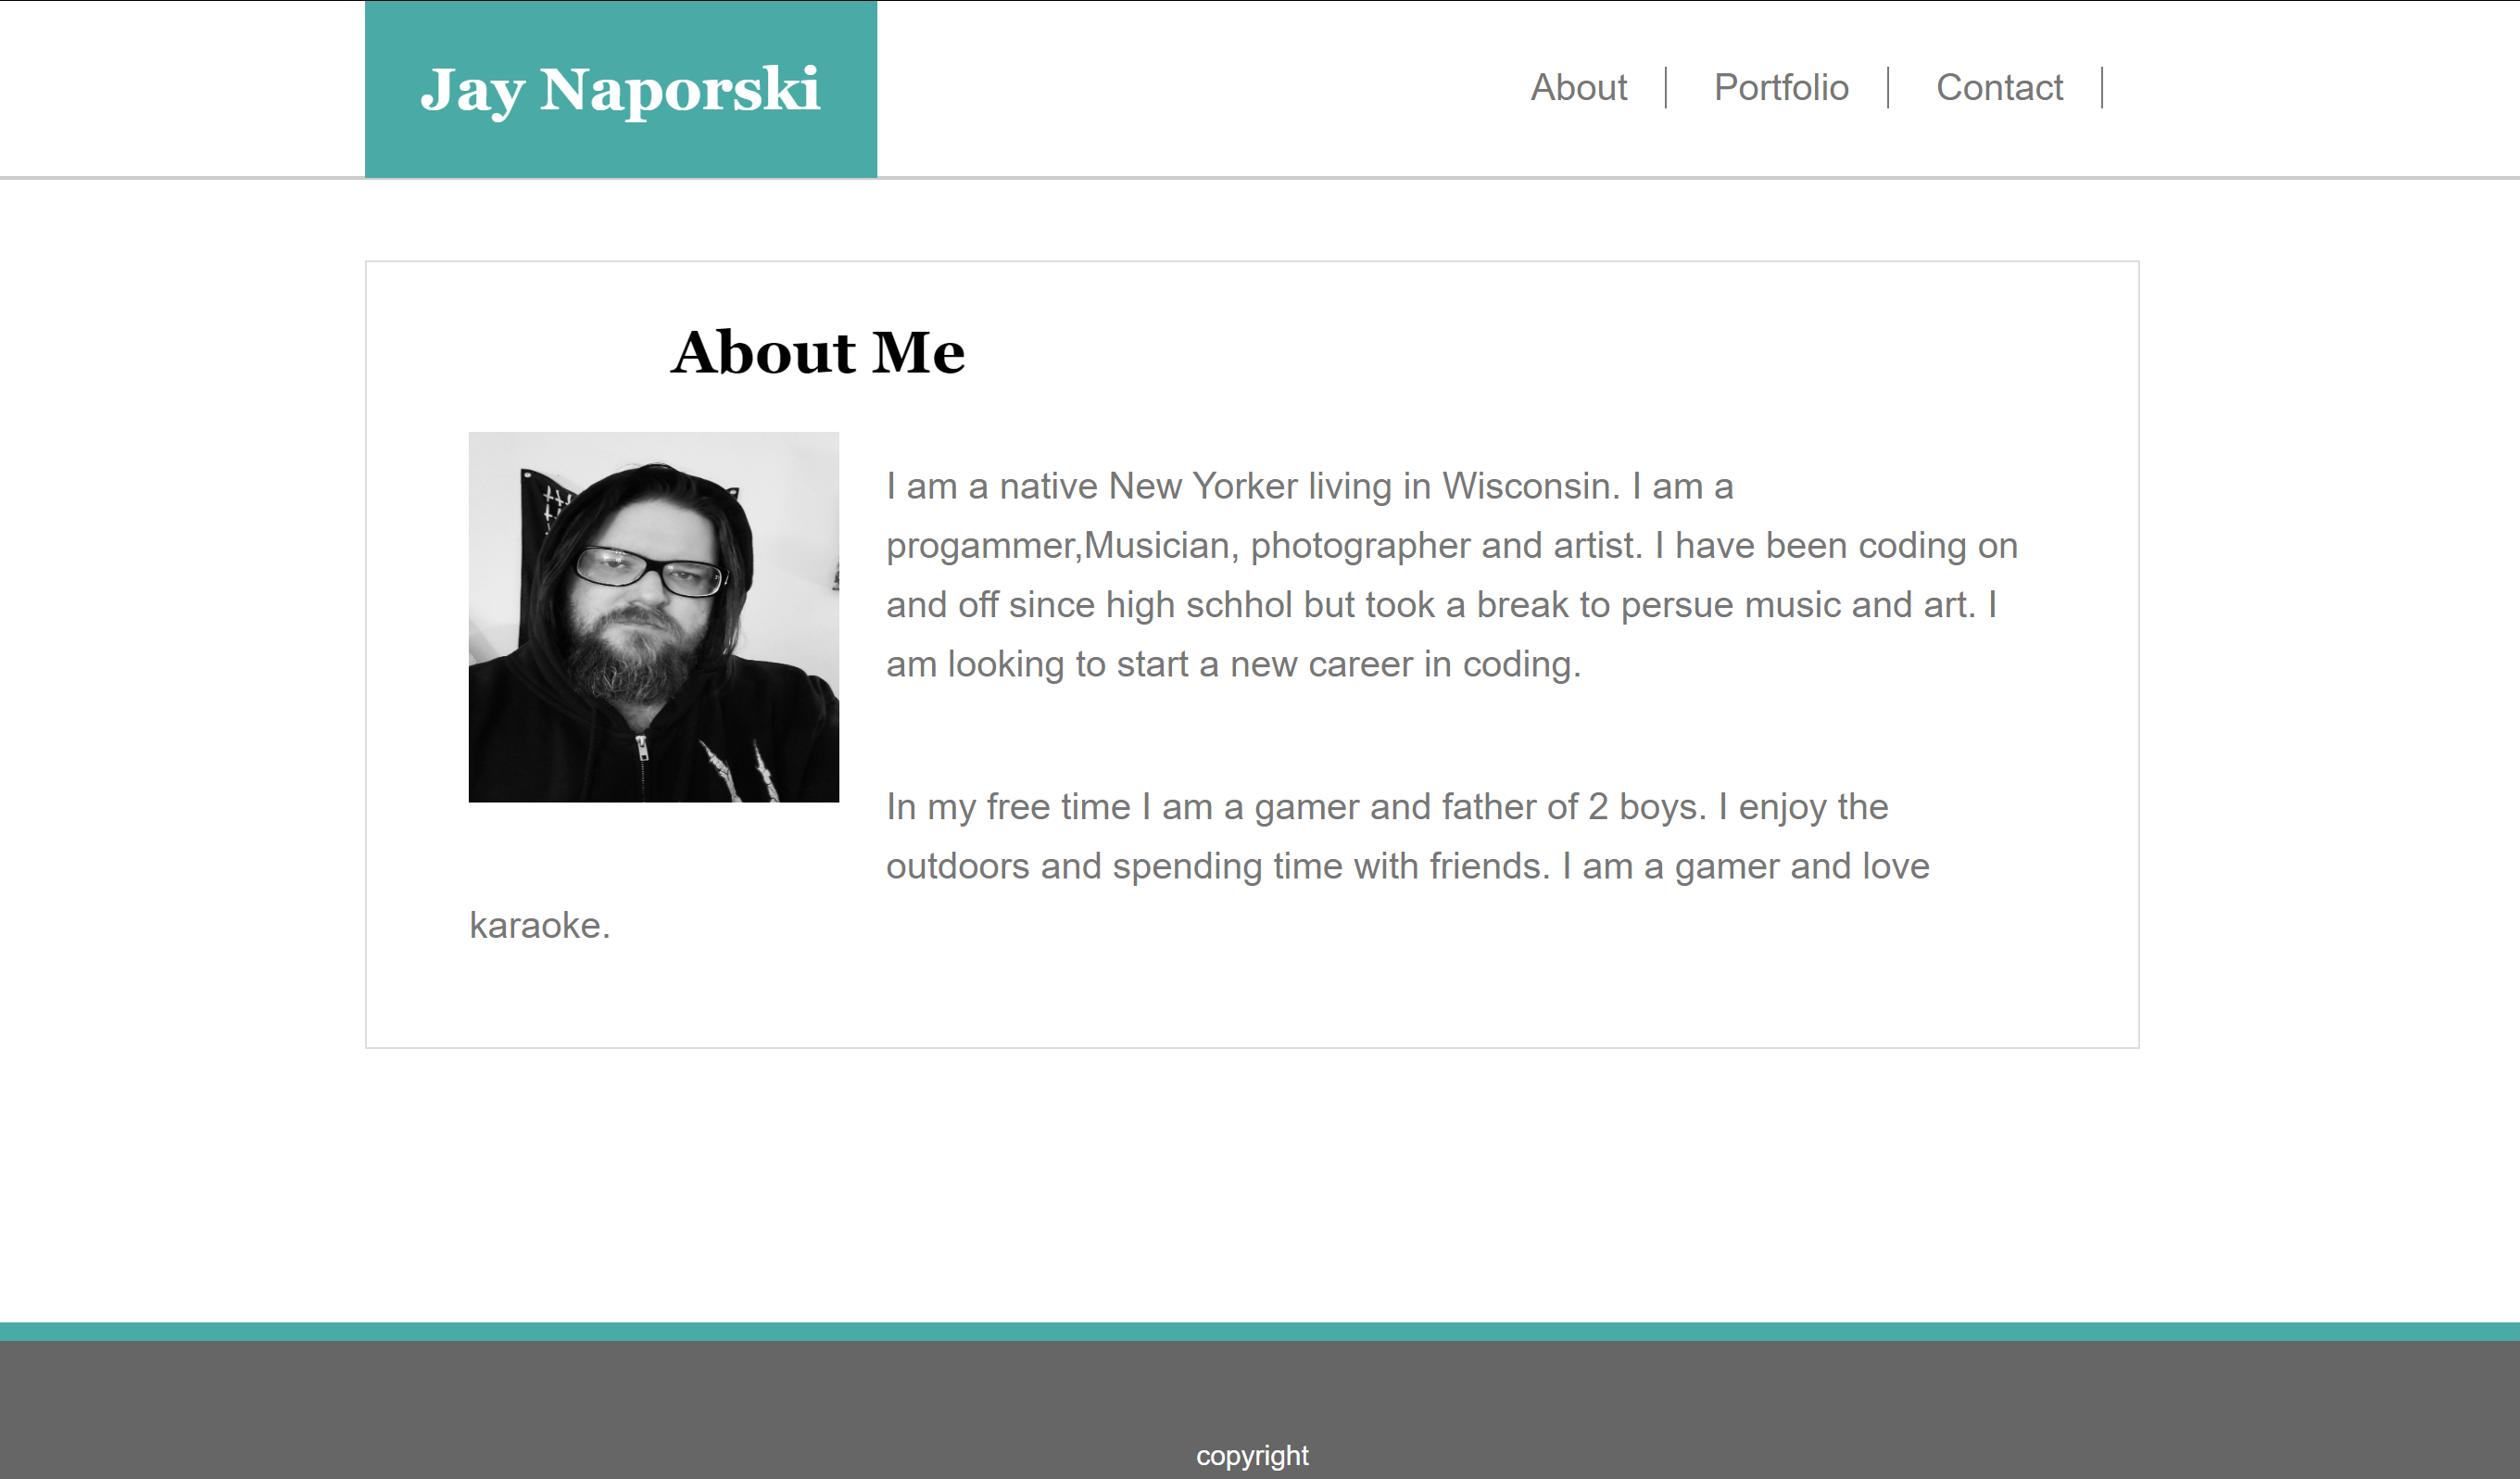 Jay Naporski
About
Portfolio
Contact
About Me
I am a native New Yorker living in Wisconsin. I am a
progammer,Musician, photographer and artist. I have been coding on
and off since high schhol but took a break to persue music and art. I
am looking to start a new career in coding.
In my free time I am a gamer and father of 2 boys. I enjoy the
outdoors and spending time with friends. I am a gamer and love
karaoke.
copyright